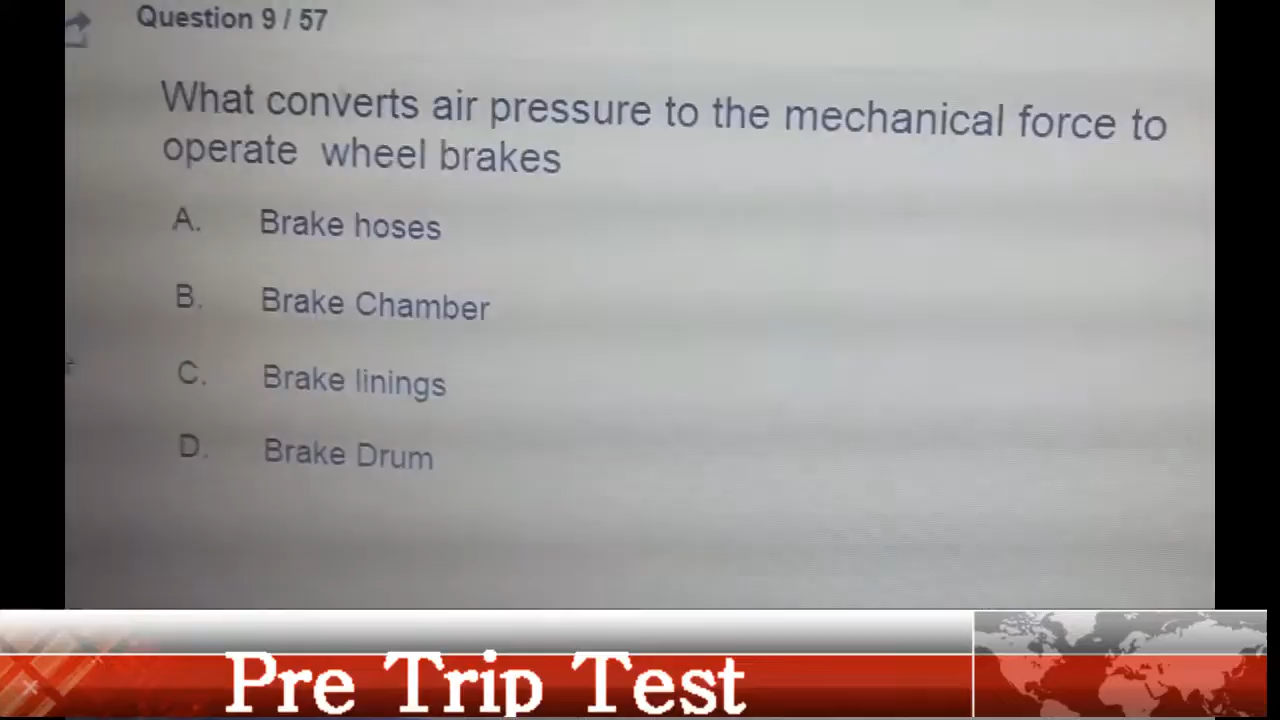 Question 9 / 57
What converts air pressure to the mechanical force to
operate wheel brakes
A. Brake hoses
B. Brake Chamber
C. Brake linings
D. Brake Drum
Pre Trip Test